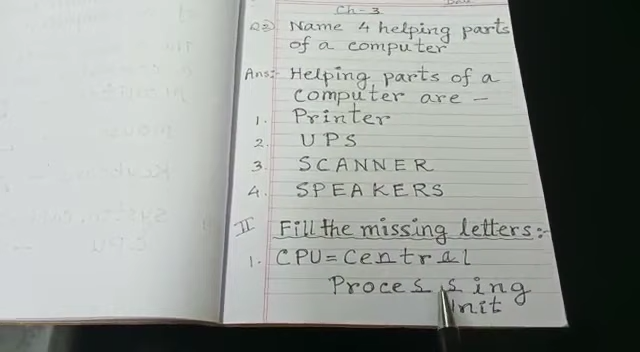 Ch-3
Q2) Name 4 helping parts
of a computer
Ans:- Helping parts of a
computer are -
1. Printer
2. UPS
3. SCANNER
4. SPEAKERS
II Fill the missing letters:-
1. CPU = Central
Processing
Unit